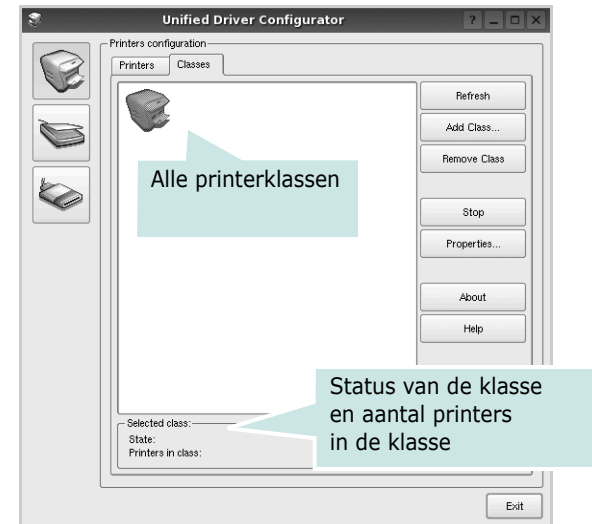 Unified Driver Configurator
Printers configuration
Printers Classes
Refresh
Add Class...
Remove Class
Stop
Properties...
About
Help
Alle printerklassen
Status van de klasse
en aantal printers
in de klasse
Selected class:
State:
Printers in class:
Exit